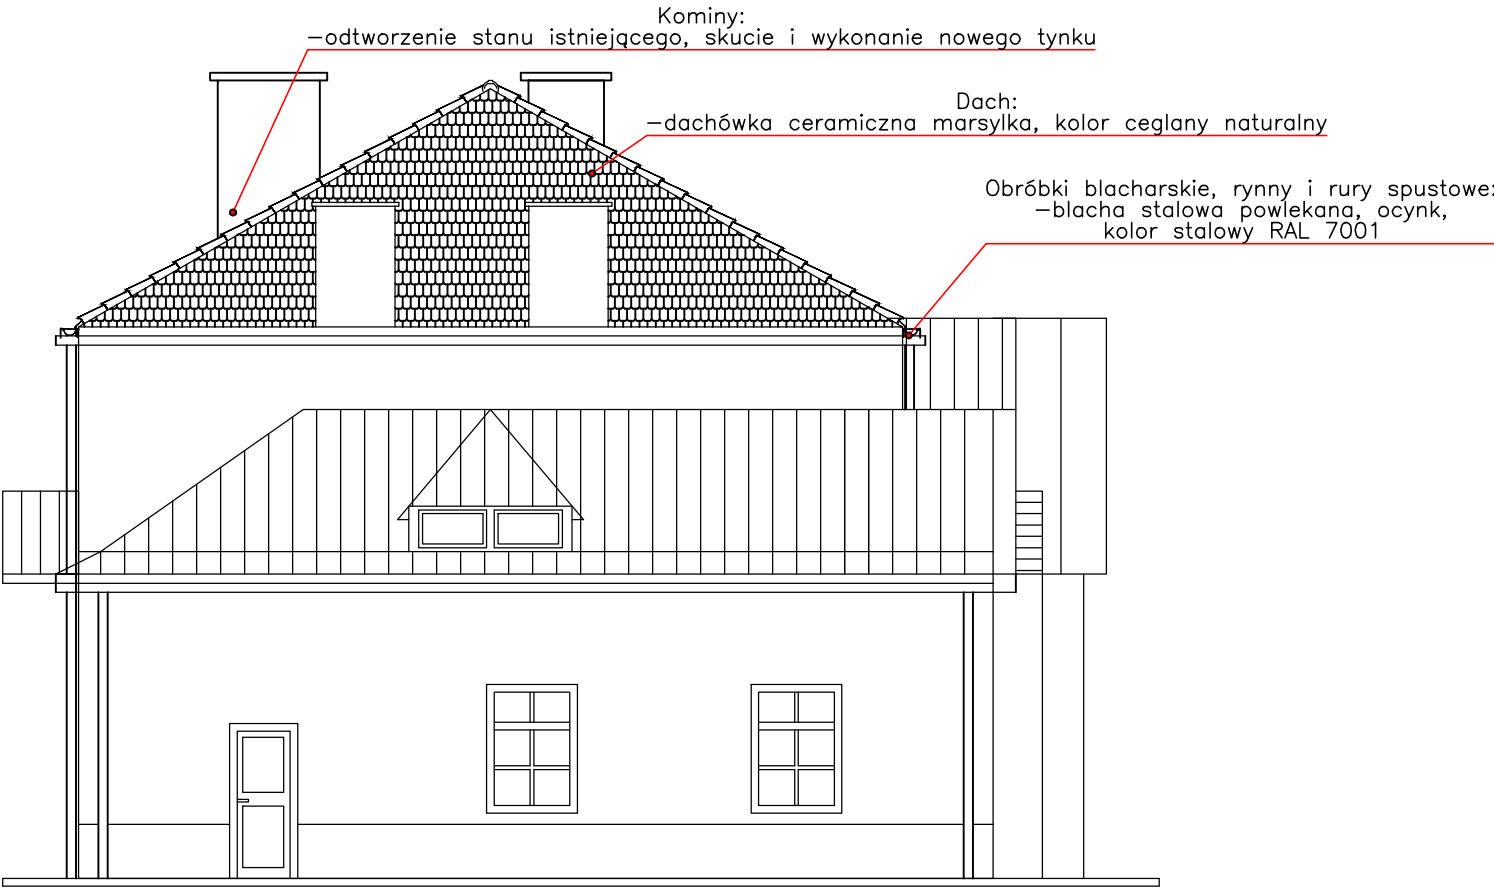 Kominy:
-odtworzenie stanu istniejącego, skucie i wykonanie nowego tynku
Dach:
-dachówka ceramiczna marsylka, kolor ceglany naturalny
Obróbki blacharskie, rynny i rury spustowe:
-blacha stalowa powlekana, ocynk,
kolor stalowy RAL 7001